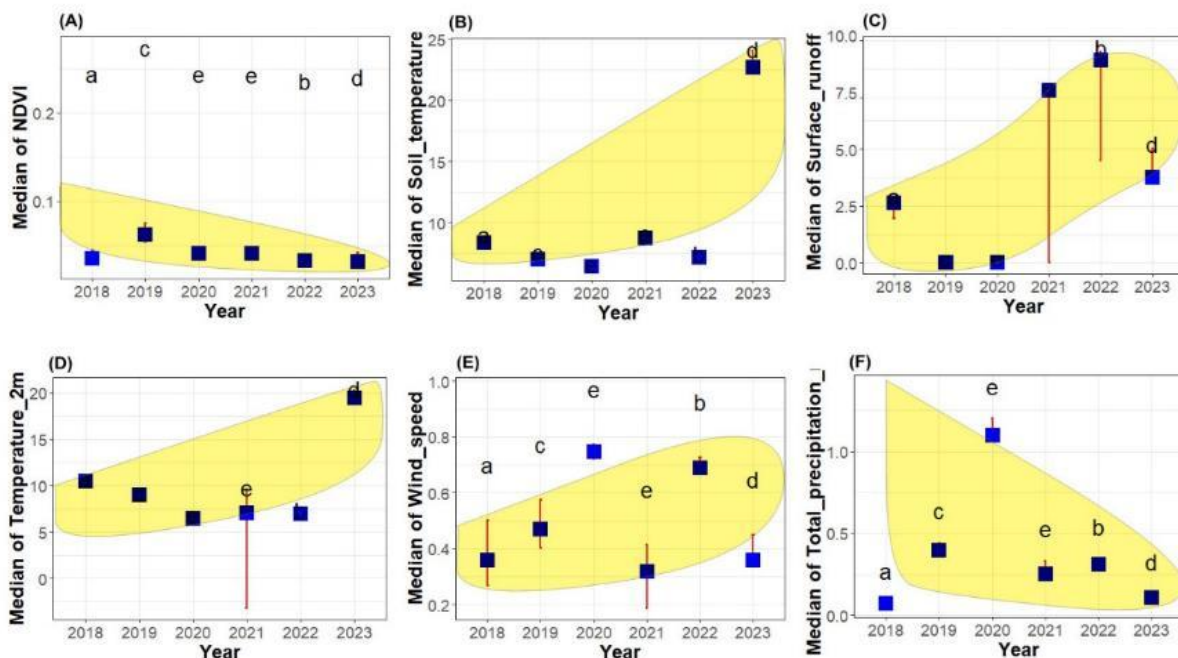 (A)
Median of NDVI
0.2
0.1
a
c
e
e
b
d
2018 2019 2020 2021 2022 2023
Year
(B)
Median of Soil_temperature
25
20
15
10
d
2018 2019 2020 2021 2022 2023
Year
(C)
Median of Surface_runoff
10.0
7.5
5.0
2.5
0.0
b
d
2018 2019 2020 2021 2022 2023
Year
(D)
Median of Temperature_2m
20
15
10
5
0
e
d
2018 2019 2020 2021 2022 2023
Year
(E)
Median of Wind_speed
1.0
0.8
0.6
0.4
0.2
a
c
e
e
b
d
2018 2019 2020 2021 2022 2023
Year
(F)
Median of Total_precipitation_
1.0
0.5
0.0
a
c
e
e
b
d
2018 2019 2020 2021 2022 2023
Year